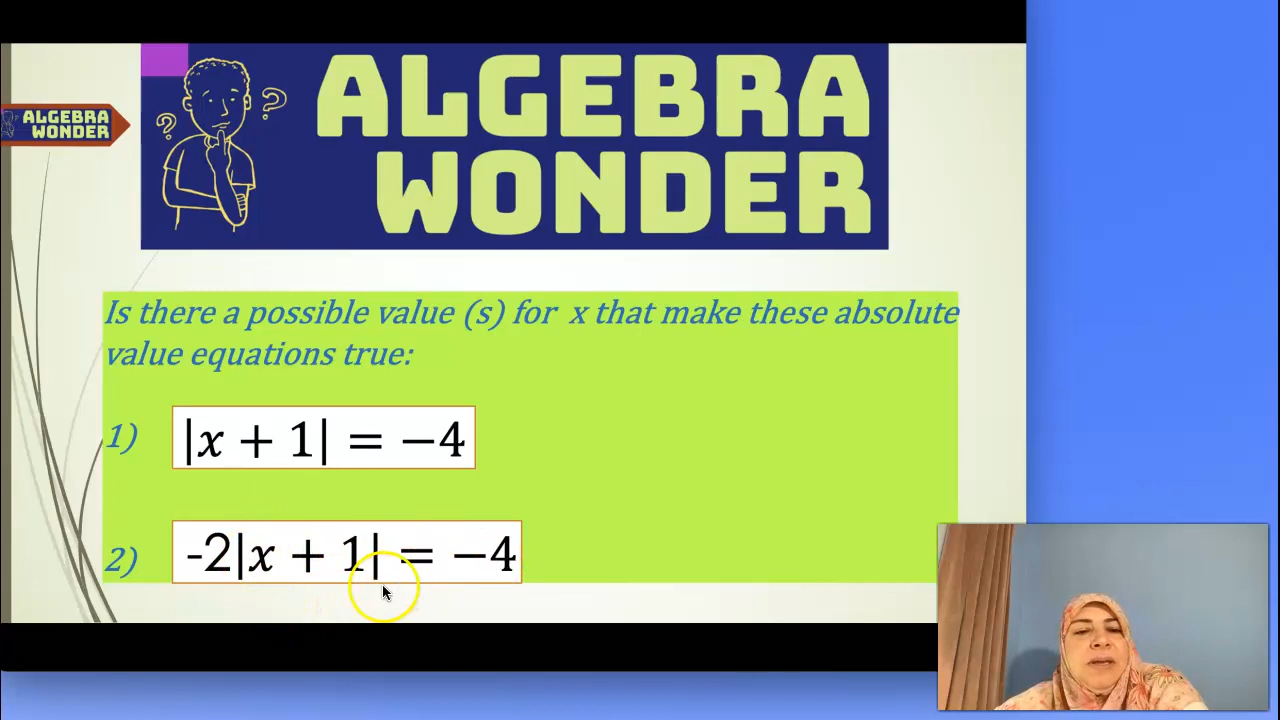 ALGEBRA
WONDER
ALGEBRA
WONDER
Is there a possible value (s) for x that make these absolute
value equations true:
1) |x + 1| = −4
2) -2|x + 1| = −4